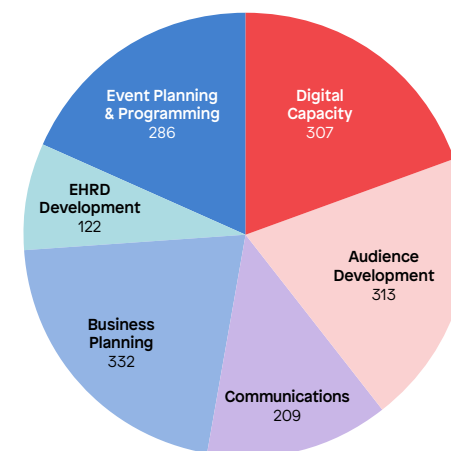 Event Planning
& Programming
286
Digital
Capacity
307
EHRD
Development
122
Audience
Development
313
Business
Planning
332
Communications
209